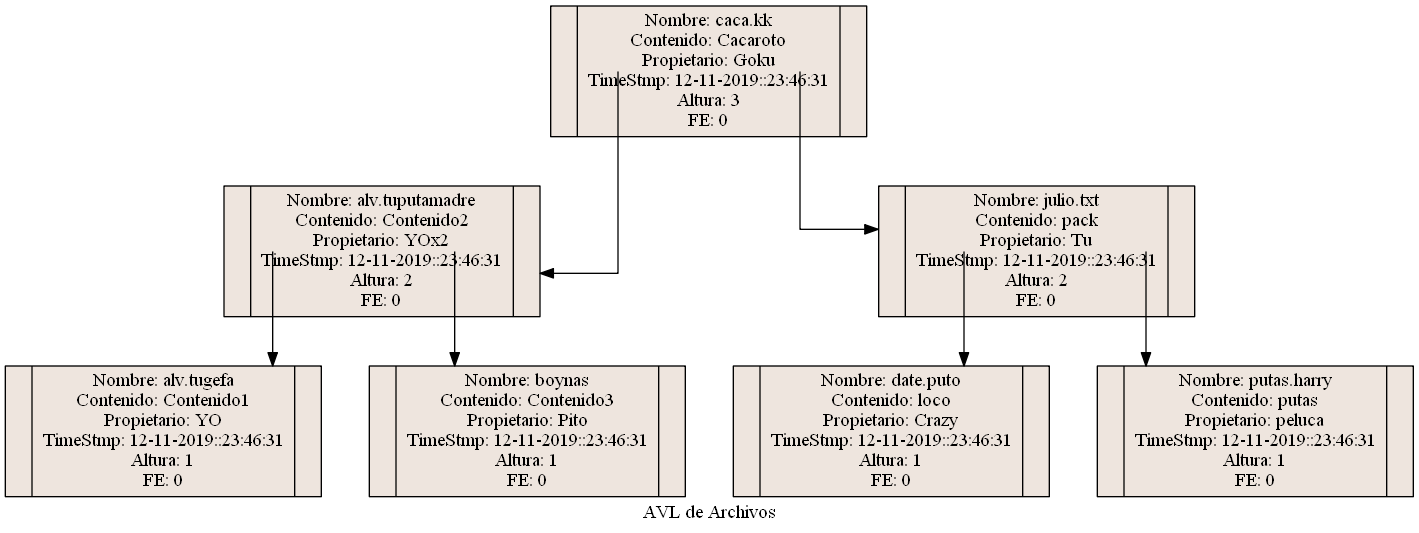 Nombre: caca.kk
Contenido: Cacaroto
Propietario: Goku
TimeStmp: 12-11-2019::23:46:31
Altura: 3
FE: 0
Nombre: alv.tuputamadre
Contenido: Contenido2
Propietario: YOx2
TimeStmp: 12-11-2019::23:46:31
Altura: 2
FE: 0
Nombre: julio.txt
Contenido: pack
Propietario: Tu
TimeStmp: 12-11-2019::23:46:31
Altura: 2
FE: 0
Nombre: alv.tugefa
Contenido: Contenido1
Propietario: YO
TimeStmp: 12-11-2019::23:46:31
Altura: 1
FE: 0
Nombre: boynas
Contenido: Contenido3
Propietario: Pito
TimeStmp: 12-11-2019::23:46:31
Altura: 1
FE: 0
Nombre: date.puto
Contenido: loco
Propietario: Crazy
TimeStmp: 12-11-2019::23:46:31
Altura: 1
FE: 0
Nombre: putas.harry
Contenido: putas
Propietario: peluca
TimeStmp: 12-11-2019::23:46:31
Altura: 1
FE: 0
AVL de Archivos